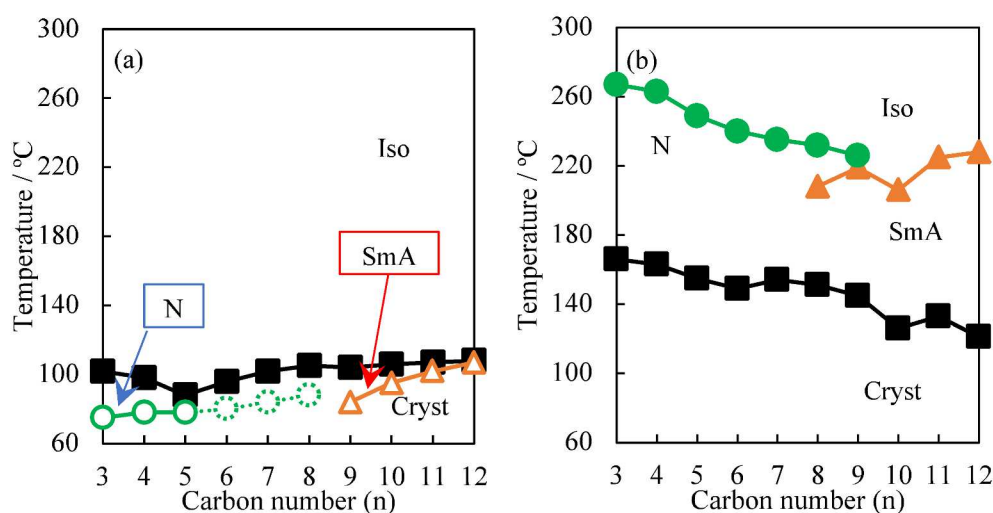 (a)
Temperature / ºC
300
260
220
180
140
100
60
Iso
SmA
N
Cryst
3 4 5 6 7 8 9 10 11 12
Carbon number (n)
(b)
Temperature / ºC
300
260
220
180
140
100
60
Iso
N
SmA
Cryst
3 4 5 6 7 8 9 10 11 12
Carbon number (n)